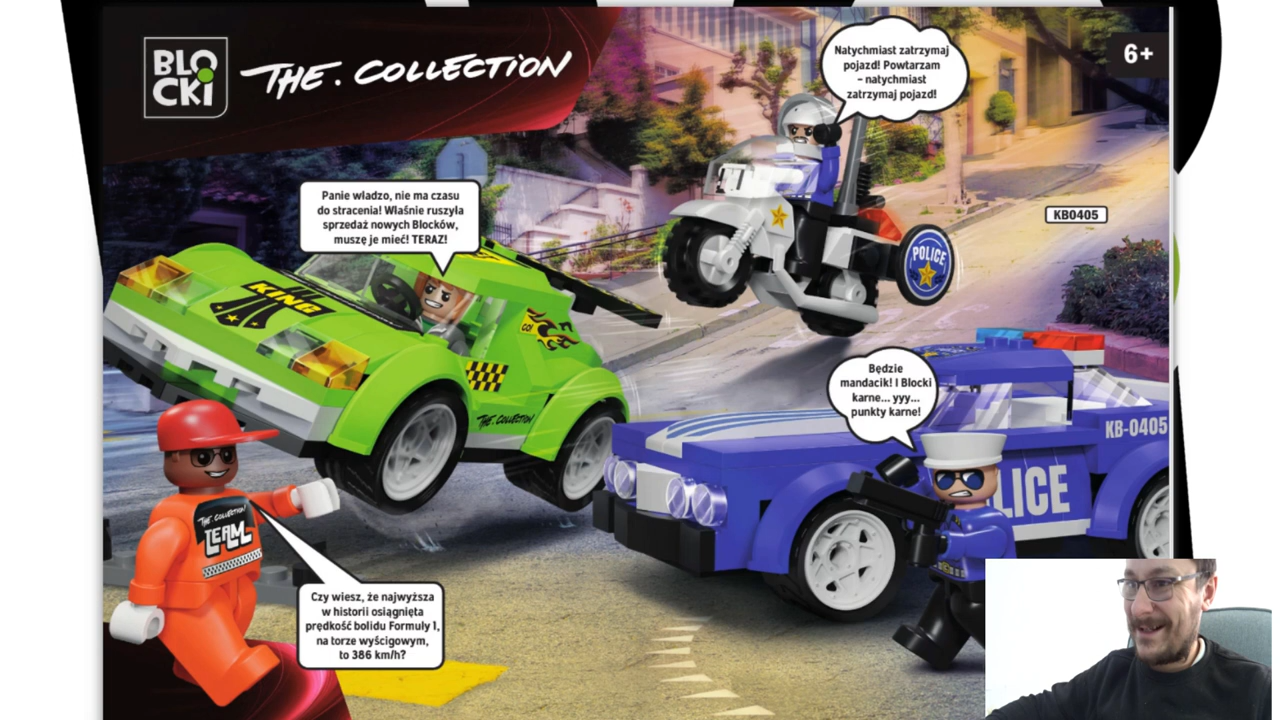 BLO
CKI
THE. COLLECTION
6+
Natychmiast zatrzymaj
pojazd! Powtarzam
– natychmiast
zatrzymaj pojazd!
Panie władzo, nie ma czasu
do stracenia! Właśnie ruszyła
sprzedaż nowych Blocków,
muszę je mieć! TERAZ!
KB0405
POLICE
KING
GO!
THE. COLLECTION
Będzie
mandacik! I Blocki
karne... yyy...
punkty karne!
KB-0405
LICE
THE. COLLECTION
TEAM
Czy wiesz, że najwyższa
w historii osiągnięta
prędkość bolidu Formuły 1,
na torze wyścigowym,
to 386 km/h?